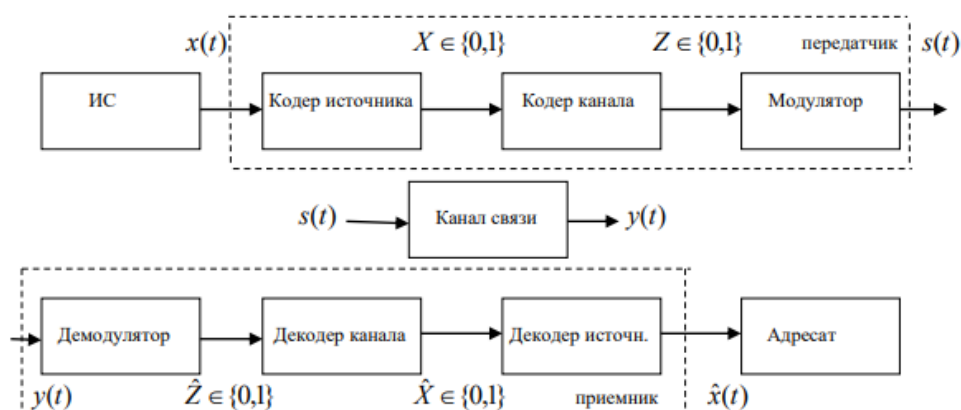 x(t) X ∈ {0,1} Z ∈ {0,1} передатчик s(t)
ИС Кодер источника Кодер канала Модулятор
s(t) Канал связи y(t)
Демодулятор Декодер канала Декодер источн. Адресат
y(t) Ẑ ∈ {0,1} X̂ ∈ {0,1} приемник x̂(t)